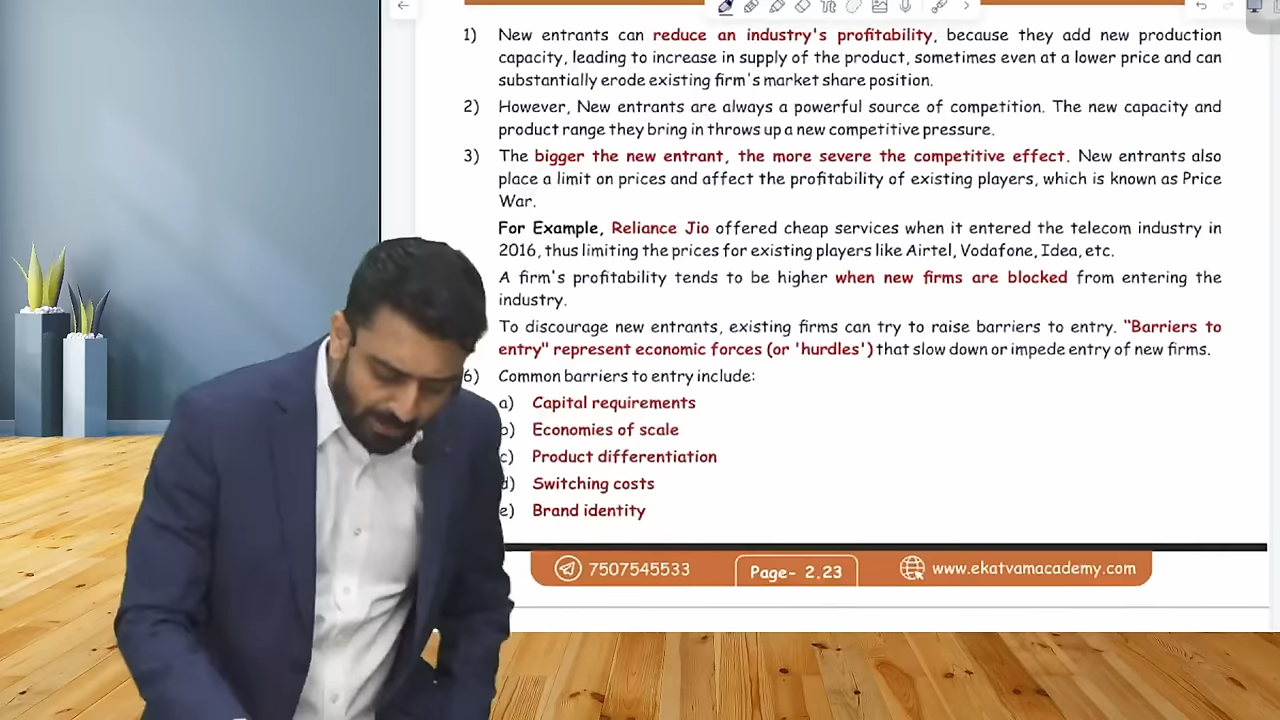 1) New entrants can reduce an industry's profitability, because they add new production
capacity, leading to increase in supply of the product, sometimes even at a lower price and can
substantially erode existing firm's market share position.
2) However, New entrants are always a powerful source of competition. The new capacity and
product range they bring in throws up a new competitive pressure.
3) The bigger the new entrant, the more severe the competitive effect. New entrants also
place a limit on prices and affect the profitability of existing players, which is known as Price
War.
For Example, Reliance Jio offered cheap services when it entered the telecom industry in
2016, thus limiting the prices for existing players like Airtel, Vodafone, Idea, etc.
A firm's profitability tends to be higher when new firms are blocked from entering the
industry.
To discourage new entrants, existing firms can try to raise barriers to entry. "Barriers to
entry" represent economic forces (or 'hurdles') that slow down or impede entry of new firms.
6) Common barriers to entry include:
a) Capital requirements
b) Economies of scale
c) Product differentiation
d) Switching costs
e) Brand identity
7507545533 Page- 2.23 www.ekatvamacademy.com